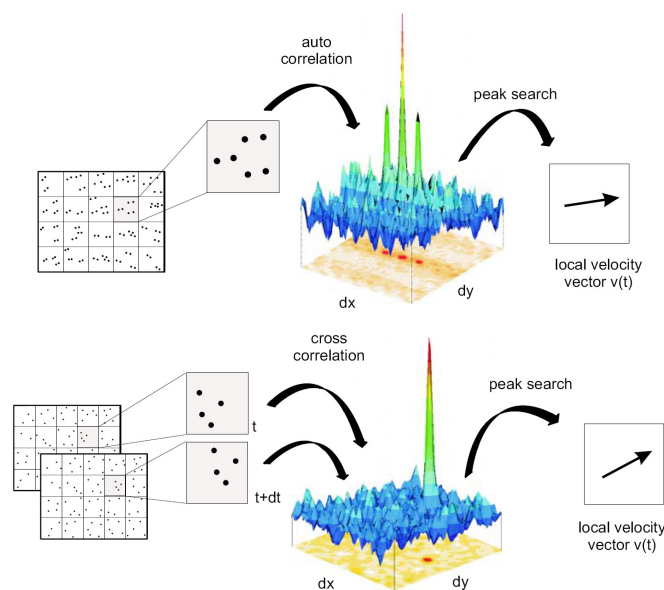 auto
correlation
peak search
dx
dy
local velocity
vector v(t)
cross
correlation
peak search
t
t+dt
dx
dy
local velocity
vector v(t)